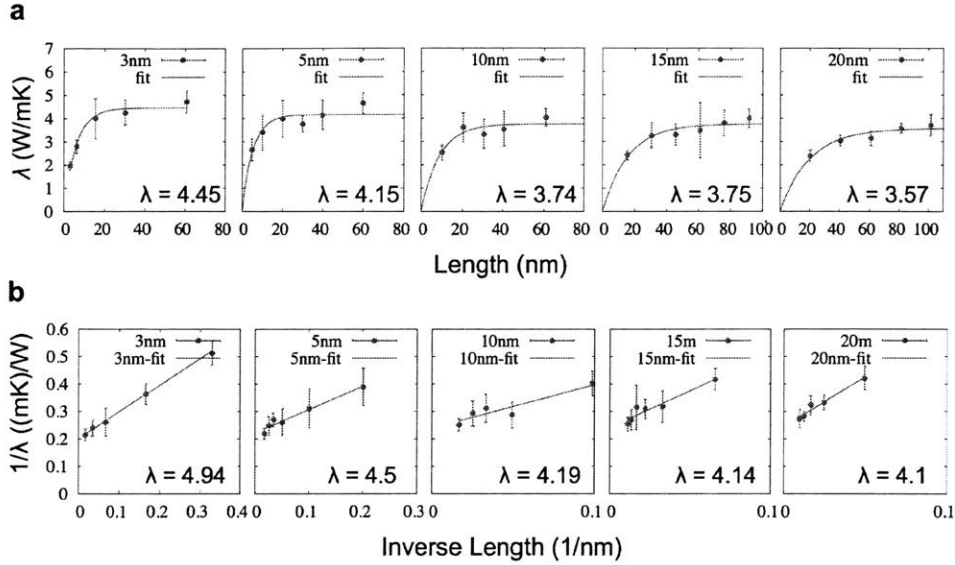 a
7
6
5
4
3
2
1
0
λ (W/mK)
3nm
fit
λ = 4.45
0 20 40 60 80
5nm
fit
λ = 4.15
0 20 40 60 80
10nm
fit
λ = 3.74
0 20 40 60 80
15nm
fit
λ = 3.75
0 20 40 60 80 100
20nm
fit
λ = 3.57
0 20 40 60 80 100
Length (nm)
b
0.6
0.5
0.4
0.3
0.2
0.1
0
1/λ ((mK)/W)
3nm
3nm-fit
λ = 4.94
0 0.1 0.2 0.3 0.4
5nm
5nm-fit
λ = 4.5
0 0.1 0.2 0.3
10nm
10nm-fit
λ = 4.19
0 0.1
15m
15nm-fit
λ = 4.14
0 0.1
20m
20nm-fit
λ = 4.1
0 0.1
Inverse Length (1/nm)